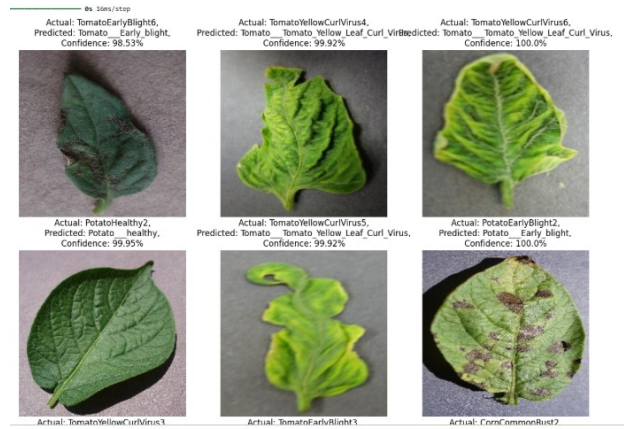 0s 16ms/step
Actual: TomatoEarlyBlight6,
Predicted: Tomato___Early_blight,
Confidence: 98.53%
Actual: TomatoYellowCurlVirus4,
Predicted: Tomato___Tomato_Yellow_Leaf_Curl_Virus,
Confidence: 99.92%
Actual: TomatoYellowCurlVirus6,
Predicted: Tomato___Tomato_Yellow_Leaf_Curl_Virus,
Confidence: 100.0%
Actual: PotatoHealthy2,
Predicted: Potato___healthy,
Confidence: 99.95%
Actual: TomatoYellowCurlVirus5,
Predicted: Tomato___Tomato_Yellow_Leaf_Curl_Virus,
Confidence: 99.92%
Actual: PotatoEarlyBlight2,
Predicted: Potato___Early_blight,
Confidence: 100.0%
Actual: TomatoYellowCurlVirus3
Actual: TomatoEarlyBlight3
Actual: CornCommonRust2